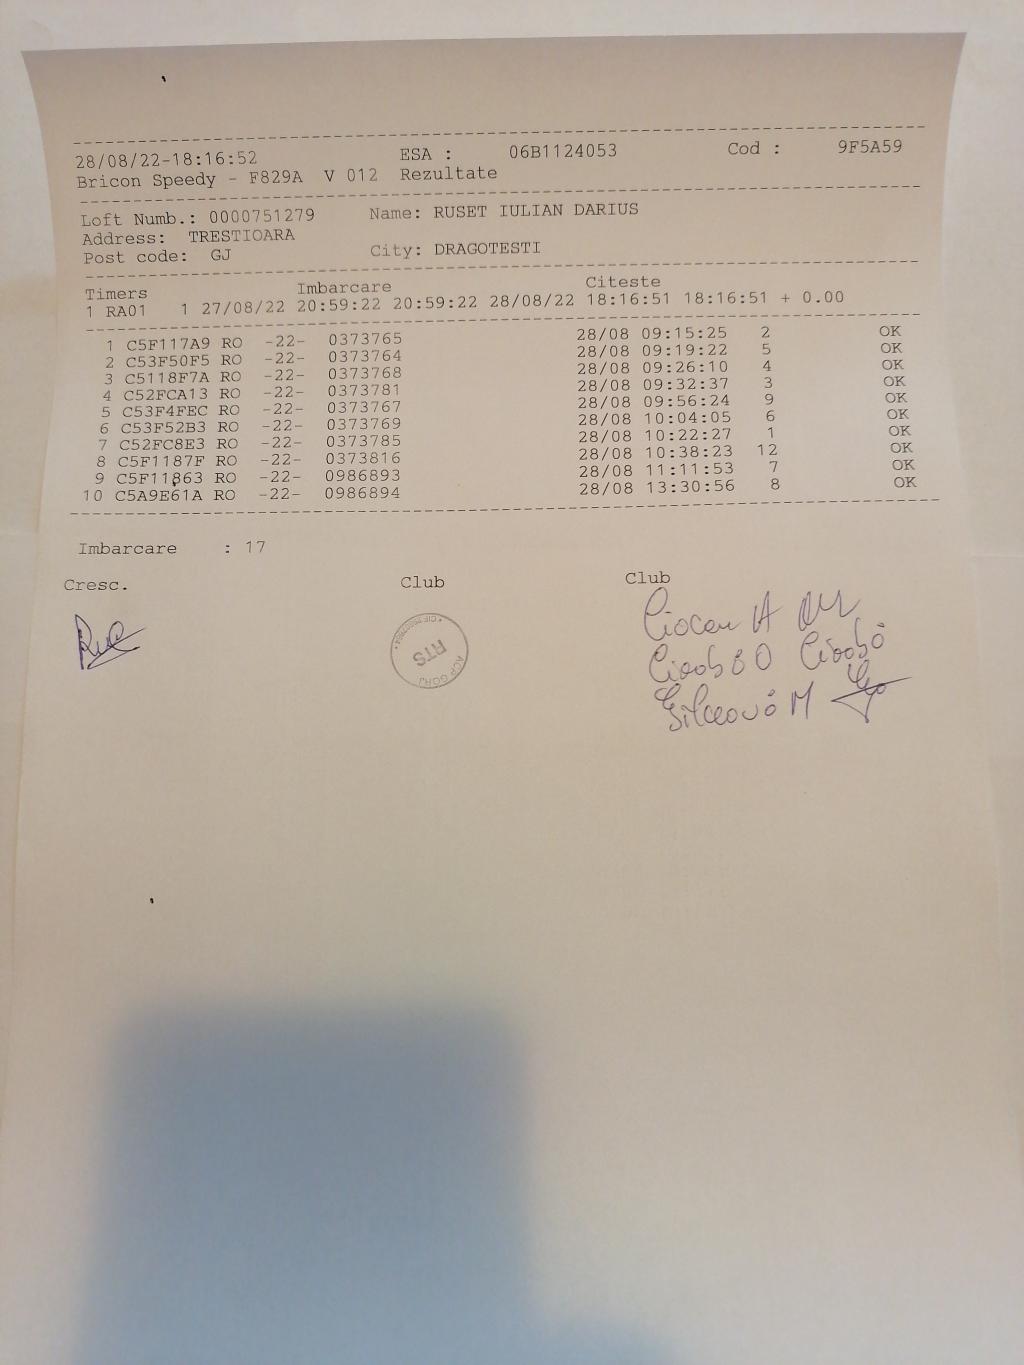 28/08/22-18:16:52 ESA : 06B1124053 Cod : 9F5A59
Bricon Speedy - F829A V 012 Rezultate
Loft Numb.: 0000751279 Name: RUSET IULIAN DARIUS
Address: TRESTIOARA
Post code: GJ City: DRAGOTESTI
Timers Imbarcare Citeste
1 RA01 1 27/08/22 20:59:22 20:59:22 28/08/22 18:16:51 18:16:51 + 0.00
1 C5F117A9 RO -22- 0373765 28/08 09:15:25 2 OK
2 C53F50F5 RO -22- 0373764 28/08 09:19:22 5 OK
3 C5118F7A RO -22- 0373768 28/08 09:26:10 4 OK
4 C52FCA13 RO -22- 0373781 28/08 09:32:37 3 OK
5 C53F4FEC RO -22- 0373767 28/08 09:56:24 9 OK
6 C53F52B3 RO -22- 0373769 28/08 10:04:05 6 OK
7 C52FC8E3 RO -22- 0373785 28/08 10:22:27 1 OK
8 C5F1187F RO -22- 0373816 28/08 10:38:23 12 OK
9 C5F11863 RO -22- 0986893 28/08 11:11:53 7 OK
10 C5A9E61A RO -22- 0986894 28/08 13:30:56 8 OK
Imbarcare : 17
Cresc. Club Club
RTS
ACP GORJ